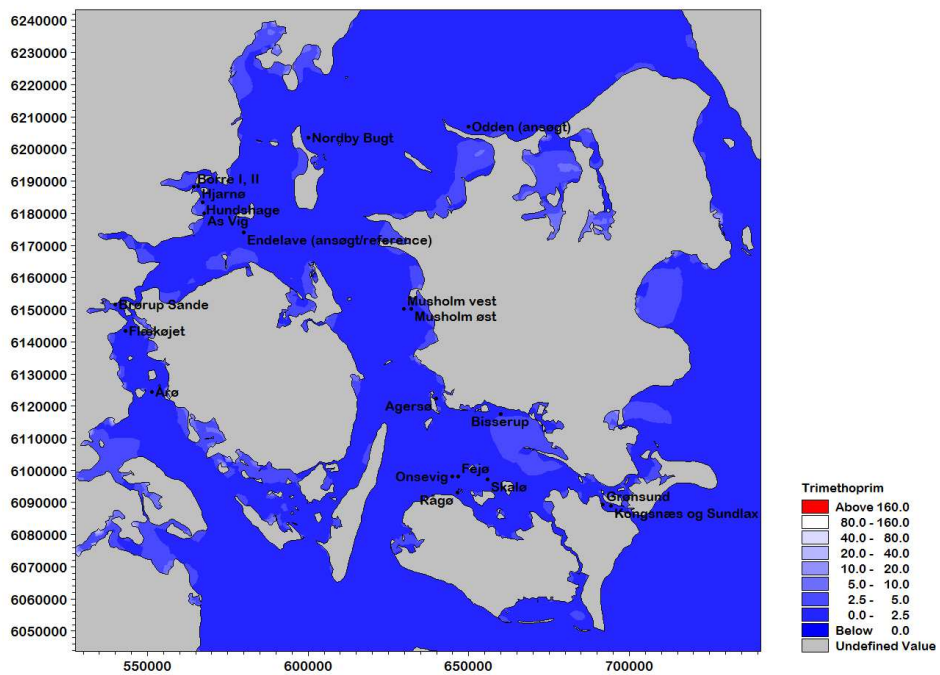 6240000
6230000
6220000
6210000
6200000
6190000
6180000
6170000
6160000
6150000
6140000
6130000
6120000
6110000
6100000
6090000
6080000
6070000
6060000
6050000
550000
600000
650000
700000
Odden (ansøgt)
Nordby Bugt
Borre I, II
Hjarnø
Hundshage
As Vig
Endelave (ansøgt/reference)
Musholm vest
Musholm øst
Brørup Sande
Flækøjet
Årø
Agersø
Bisserup
Fejø
Onsevig
Skalø
Rågø
Grønsund
Kongsnæs og Sundlax
Trimethoprim
Above 160.0
80.0 - 160.0
40.0 - 80.0
20.0 - 40.0
10.0 - 20.0
5.0 - 10.0
2.5 - 5.0
0.0 - 2.5
Below 0.0
Undefined Value